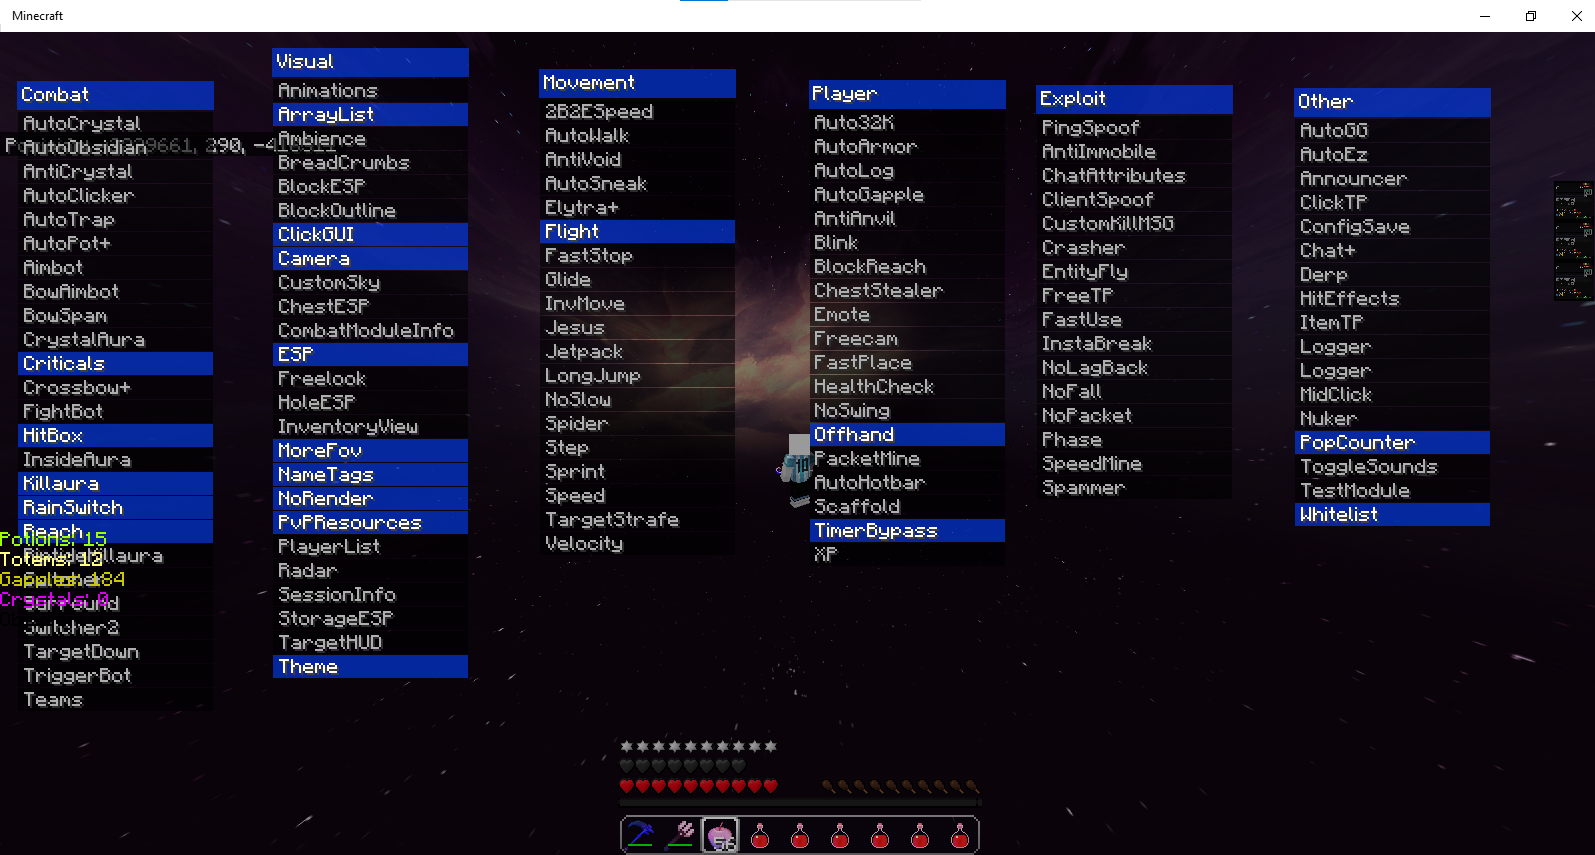 Minecraft
Combat
AutoCrystal
AutoObsidian
AntiCrystal
AutoClicker
AutoTrap
AutoPot+
Aimbot
BowAimbot
BowSpam
CrystalAura
Criticals
Crossbow+
FightBot
HitBox
InsideAura
Killaura
RainSwitch
Reach
Surround
Switcher2
TargetDown
TriggerBot
Teams
290,
Potions: 15
Totems: 12
Gapples: 184
Crystals: 0
Visual
Animations
ArrayList
Ambience
BreadCrumbs
BlockESP
BlockOutline
ClickGUI
Camera
CustomSky
ChestESP
CombatModuleInfo
ESP
Freelook
HoleESP
InventoryView
MoreFov
NameTags
NoRender
PvPResources
PlayerList
Radar
SessionInfo
StorageESP
TargetHUD
Theme
Movement
2B2ESpeed
AutoWalk
AntiVoid
AutoSneak
Elytra+
Flight
FastStop
Glide
InvMove
Jesus
Jetpack
LongJump
NoSlow
Spider
Step
Sprint
Speed
TargetStrafe
Velocity
Player
Auto32K
AutoArmor
AutoLog
AutoGapple
AntiAnvil
Blink
BlockReach
ChestStealer
Emote
Freecam
FastPlace
HealthCheck
NoSwing
Offhand
PacketMine
AutoHotbar
Scaffold
TimerBypass
XP
Exploit
PingSpoof
AntiImmobile
ChatAttributes
ClientSpoof
CustomKillMSG
Crasher
EntityFly
FreeTP
FastUse
InstaBreak
NoLagBack
NoFall
NoPacket
Phase
SpeedMine
Spammer
Other
AutoGG
AutoEz
Announcer
ClickTP
ConfigSave
Chat+
Derp
HitEffects
ItemTP
Logger
Logger
MidClick
Nuker
PopCounter
ToggleSounds
TestModule
Whitelist
56